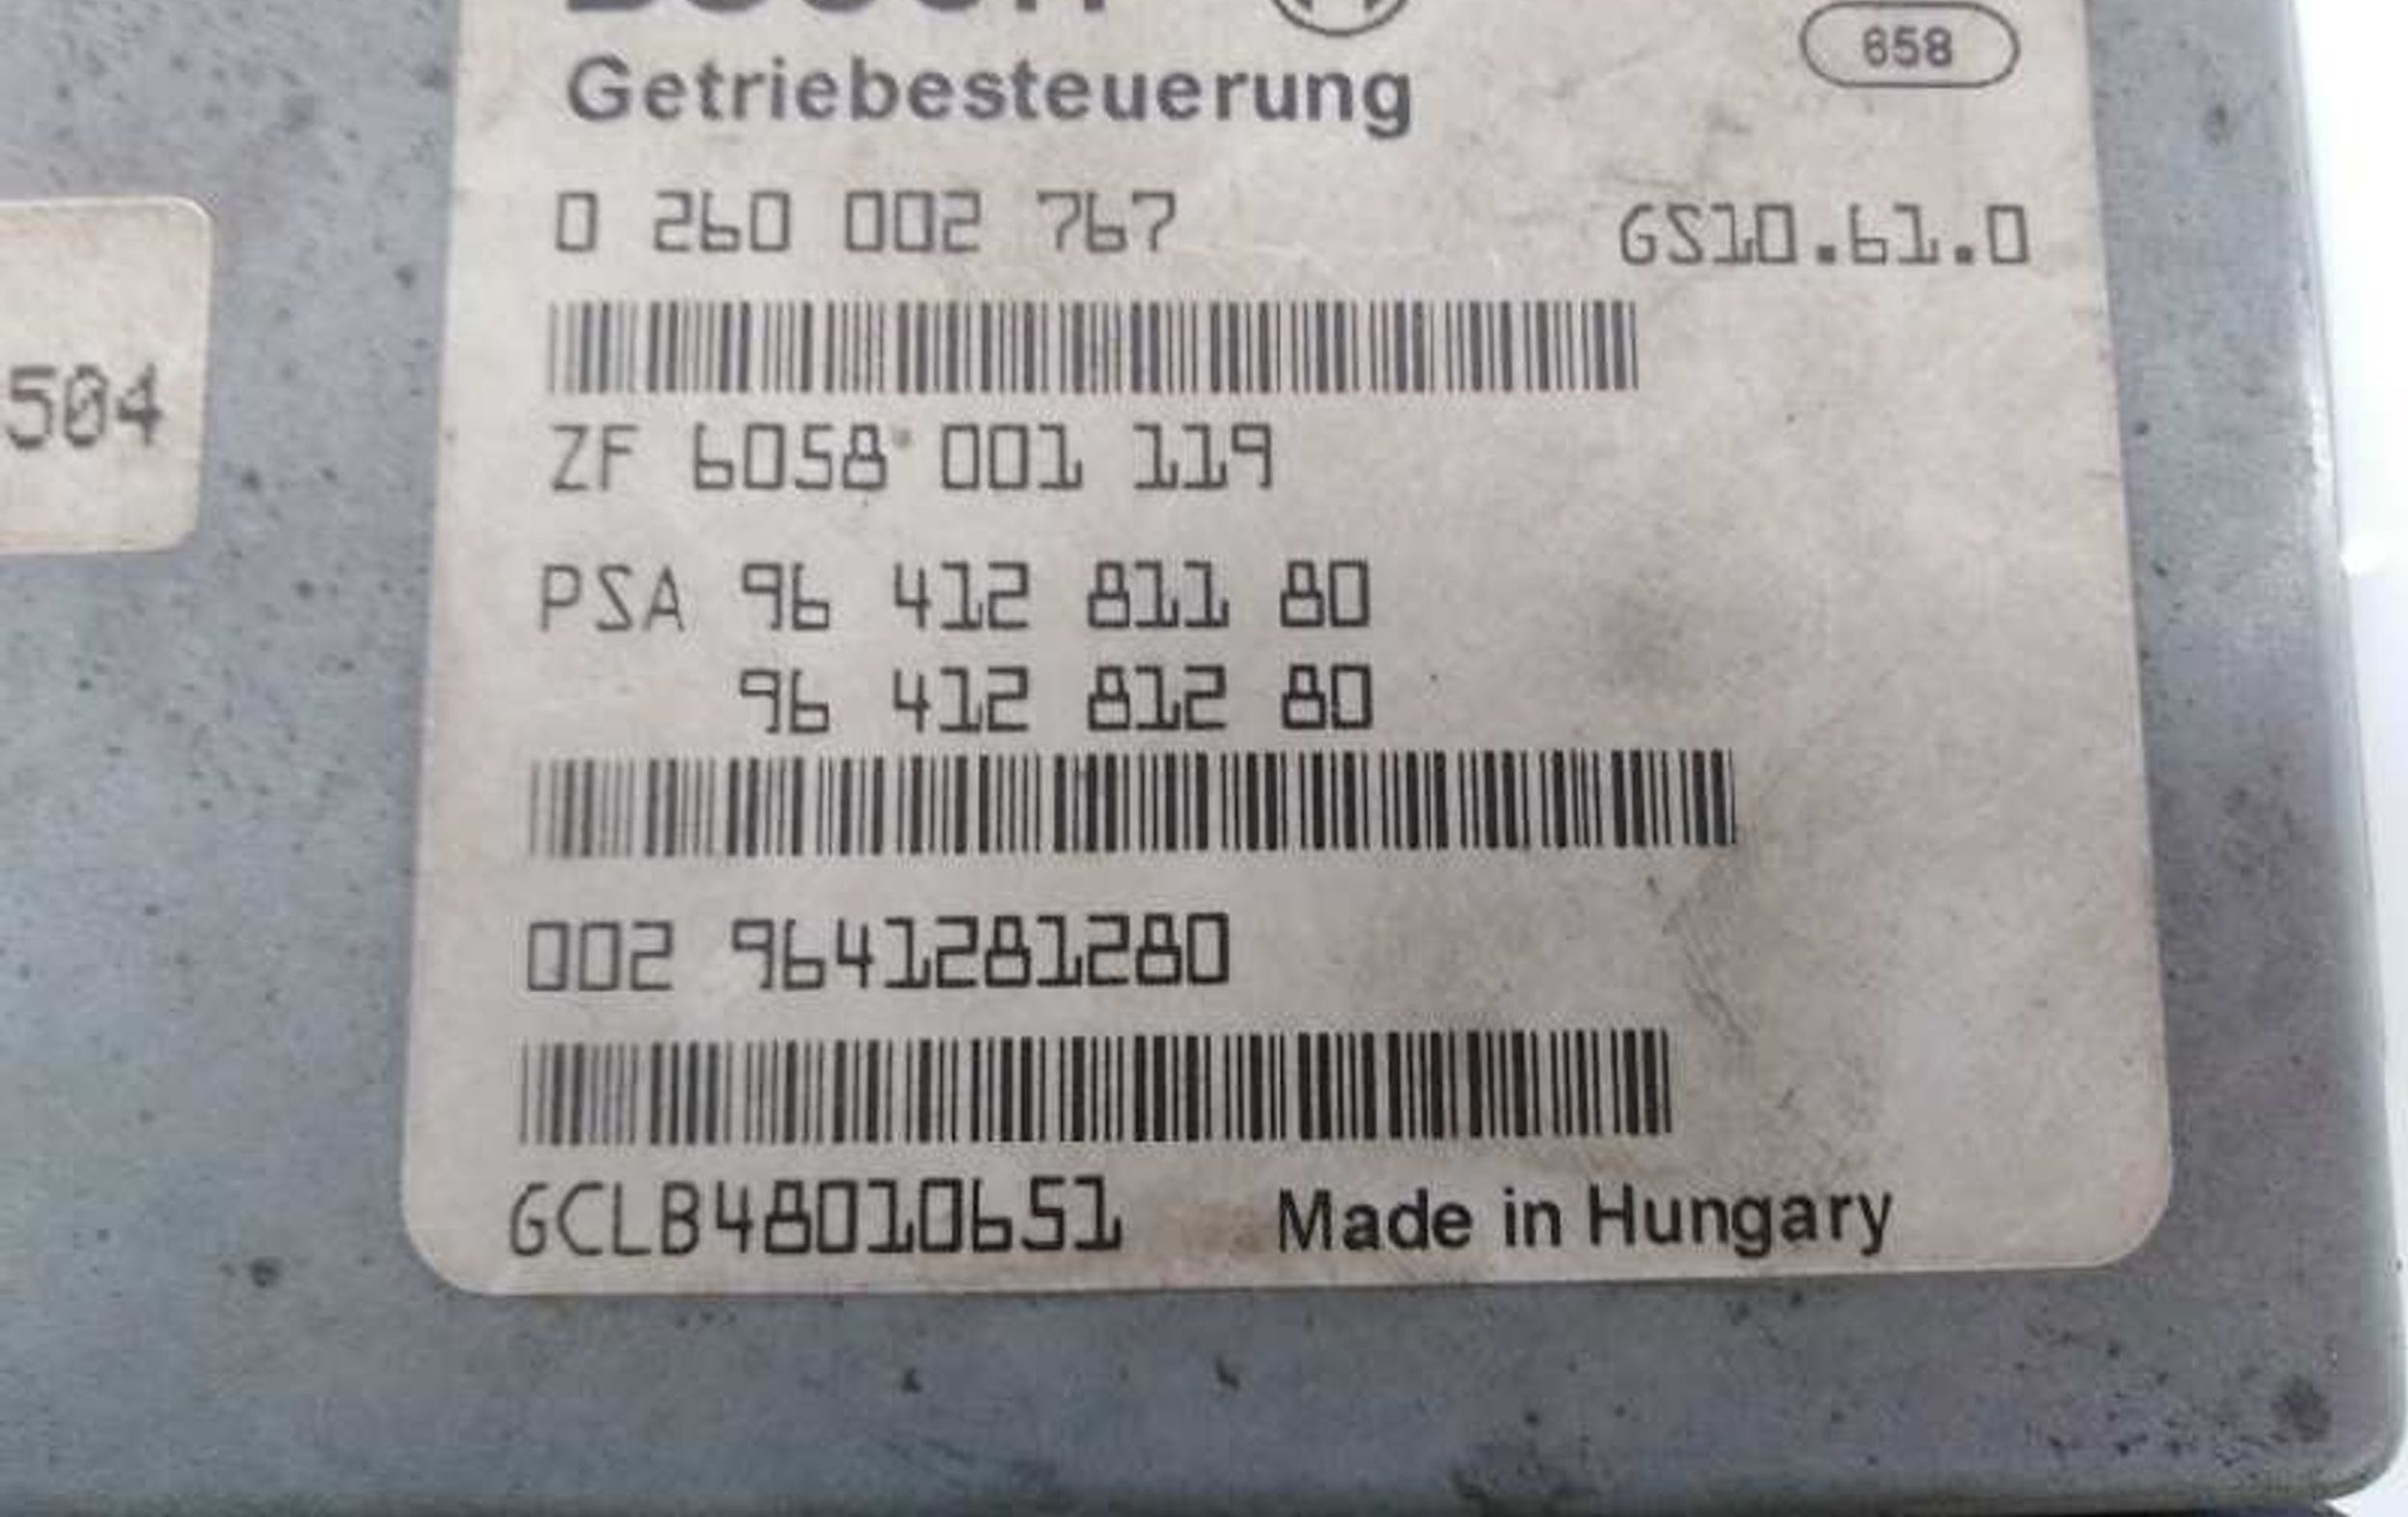 BOSCH
658
Getriebesteuerung
0 260 002 767 GS10.61.0
504
ZF 6058 001 119
PSA 96 412 811 80
96 412 812 80
002 9641281280
GCLB48010651 Made in Hungary